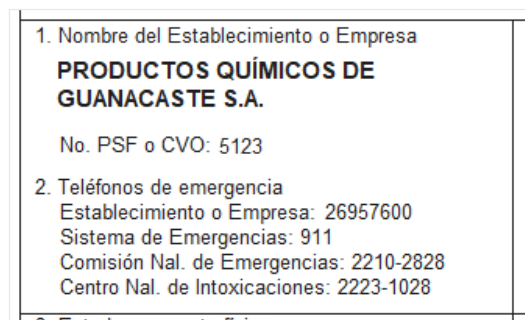 1. Nombre del Establecimiento o Empresa
PRODUCTOS QUÍMICOS DE
GUANACASTE S.A.
No. PSF o CVO: 5123
2. Teléfonos de emergencia
Establecimiento o Empresa: 26957600
Sistema de Emergencias: 911
Comisión Nal. de Emergencias: 2210-2828
Centro Nal. de Intoxicaciones: 2223-1028